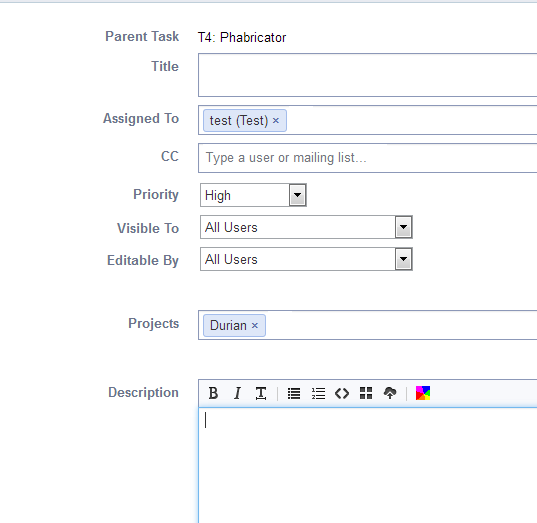 Parent Task T4: Phabricator
Title
Assigned To test (Test) ×
CC Type a user or mailing list...
Priority High
Visible To All Users
Editable By All Users
Projects Durian ×
Description B I T